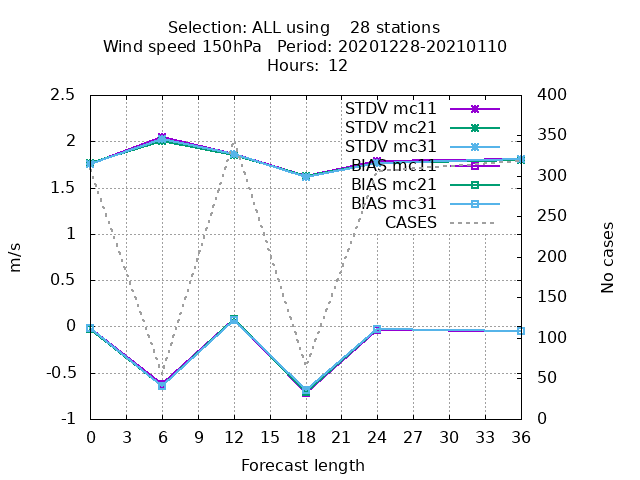 Selection: ALL using    28 stations
Wind speed 150hPa   Period: 20201228-20210110
Hours: 12
2.5
2
1.5
1
0.5
0
-0.5
-1
m/s
400
350
300
250
200
150
100
50
0
No cases
STDV mc11
STDV mc21
STDV mc31
BIAS mc11
BIAS mc21
BIAS mc31
CASES
0 3 6 9 12 15 18 21 24 27 30 33 36
Forecast length